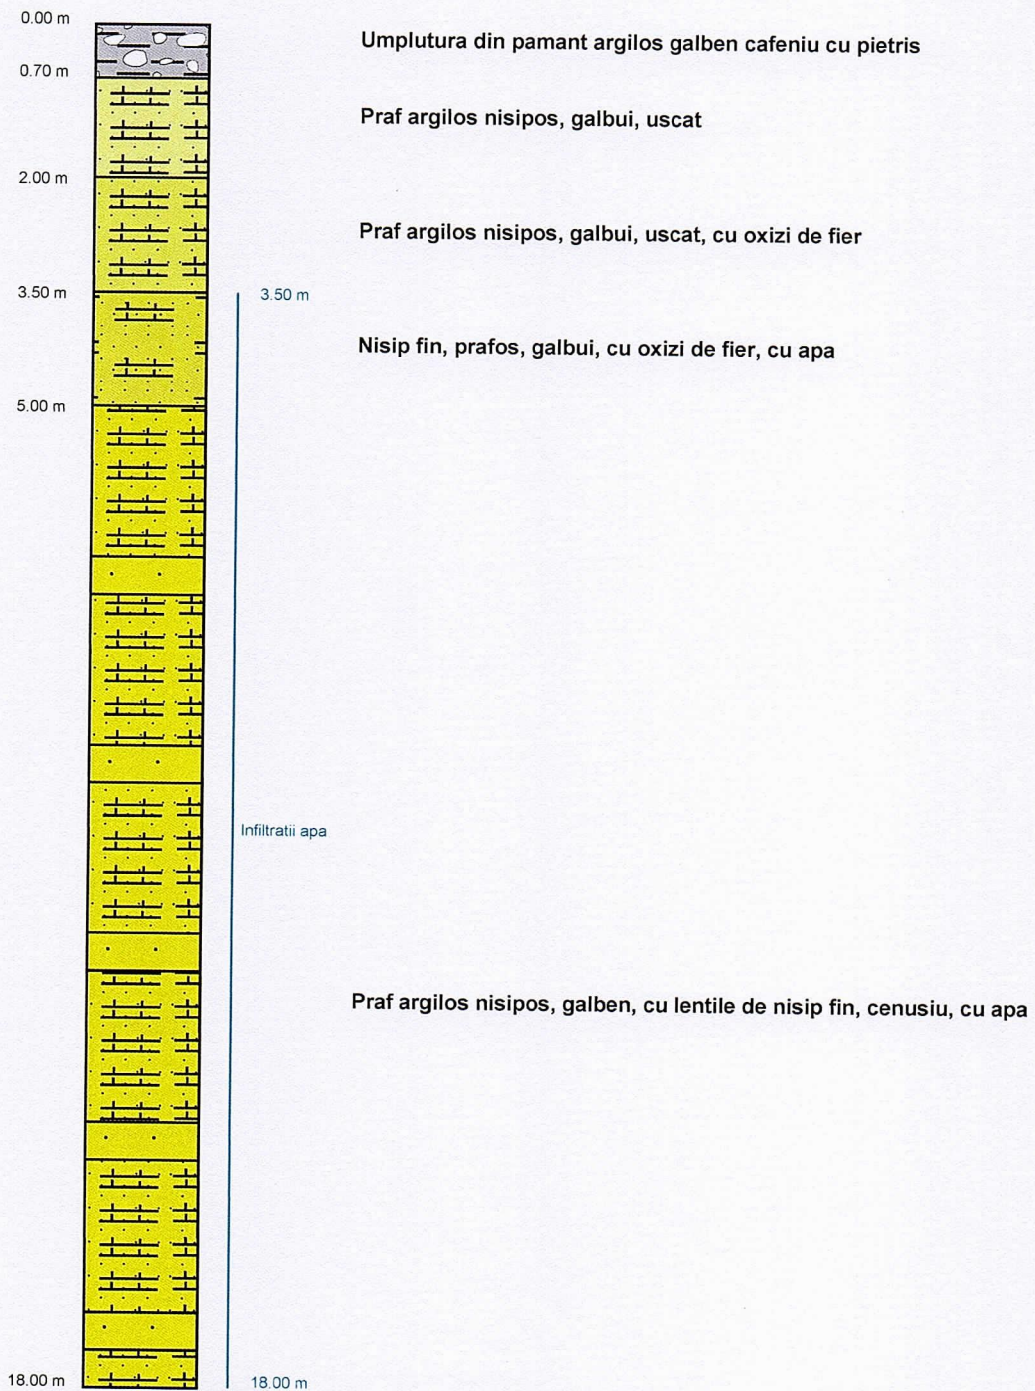 0.00 m
Umplutura din pamant argilos galben cafeniu cu pietris
0.70 m
Praf argilos nisipos, galbui, uscat
2.00 m
Praf argilos nisipos, galbui, uscat, cu oxizi de fier
3.50 m
3.50 m
Nisip fin, prafos, galbui, cu oxizi de fier, cu apa
5.00 m
Infiltratii apa
Praf argilos nisipos, galben, cu lentile de nisip fin, cenusiu, cu apa
18.00 m
18.00 m